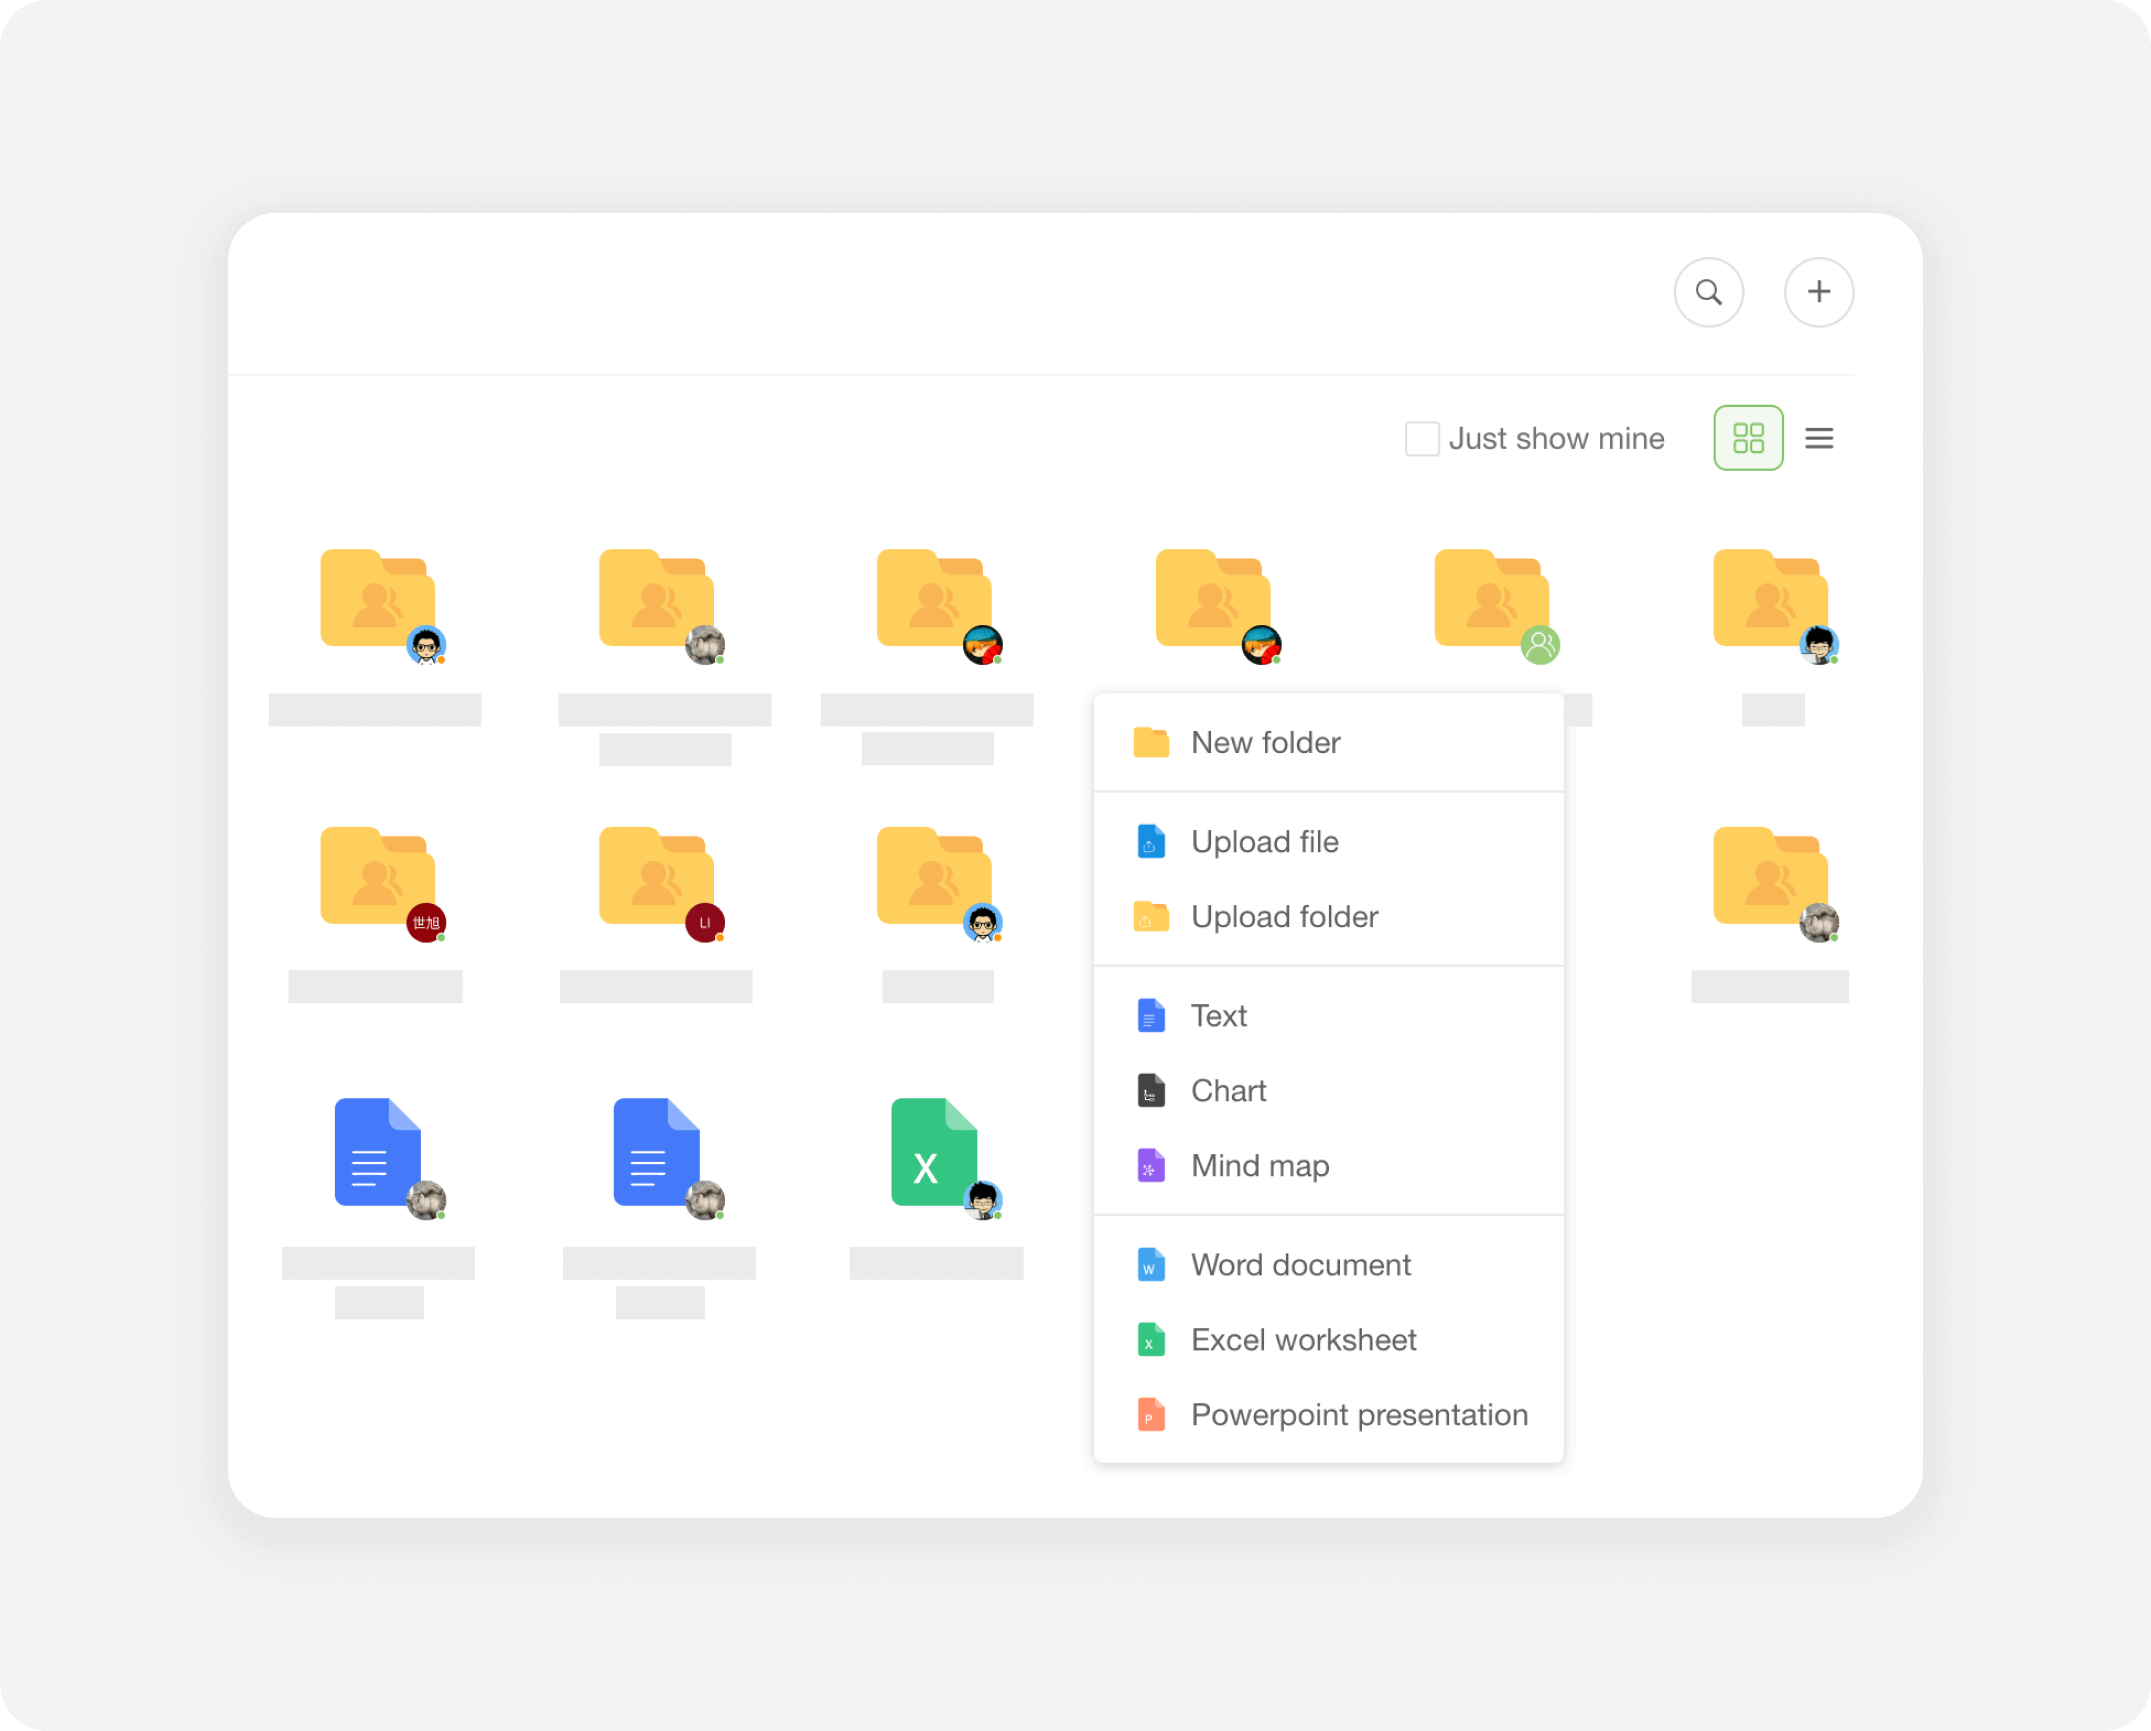 Just show mine
New folder
Upload file
世旭
LI
Upload folder
Text
Chart
Mind map
X
W
Word document
X
Excel worksheet
P
Powerpoint presentation